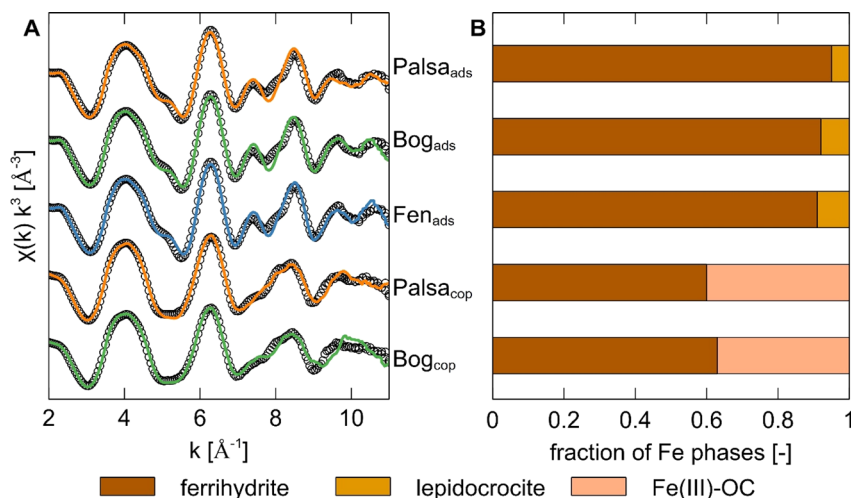 A
B
Palsa_ads
Bog_ads
Fen_ads
Palsa_cop
Bog_cop
χ(k) k³ [Å⁻³]
2 4 6 8 10
k [Å⁻¹]
0 0.2 0.4 0.6 0.8 1
fraction of Fe phases [-]
ferrihydrite lepidocrocite Fe(III)-OC